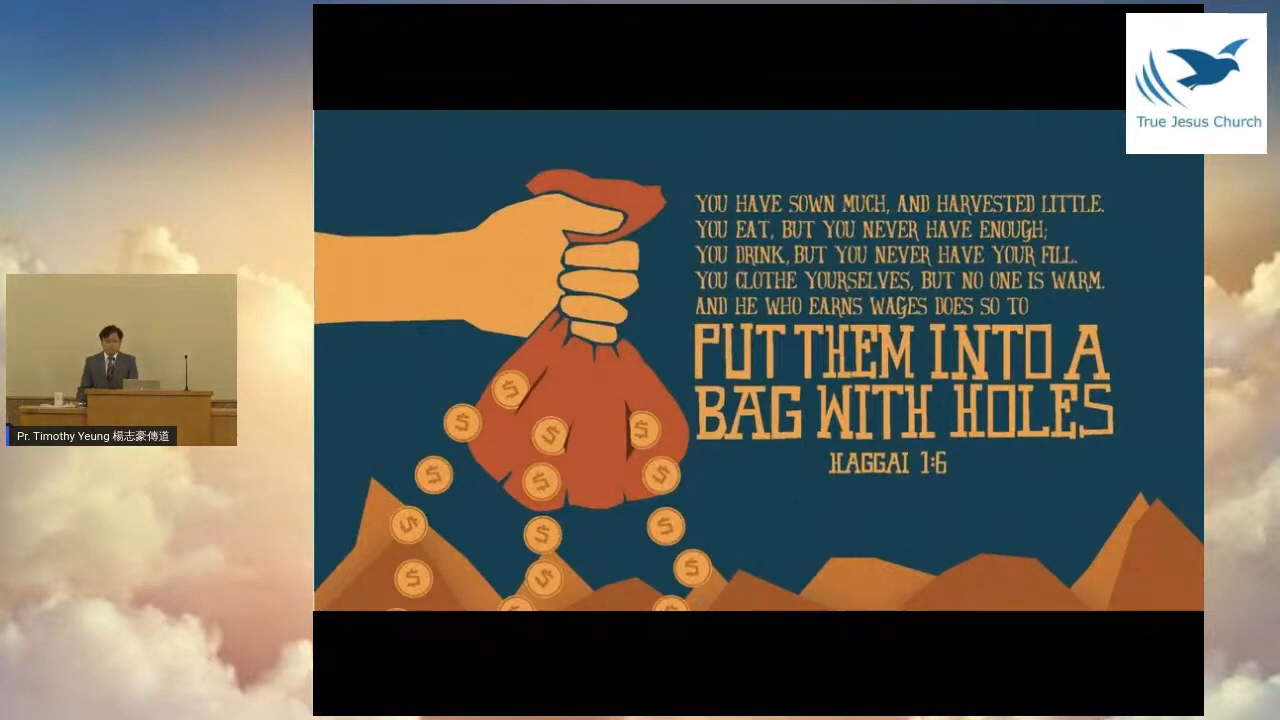 True Jesus Church
YOU HAVE SOWN MUCH, AND HARVESTED LITTLE.
YOU EAT, BUT YOU NEVER HAVE ENOUGH;
YOU DRINK, BUT YOU NEVER HAVE YOUR FILL.
YOU CLOTHE YOURSELVES, BUT NO ONE IS WARM.
AND HE WHO EARNS WAGES DOES SO TO
PUT THEM INTO A
BAG WITH HOLES
HAGGAI 1:6
Pr. Timothy Yeung 楊志豪傳道